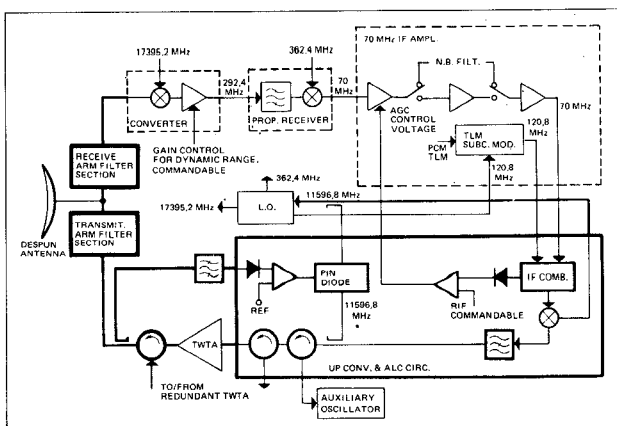 17395,2 MHz
362,4 MHz
70 MHz IF AMPL.
N.B. FILT.
292,4
MHz
70
MHz
CONVERTER
PROP. RECEIVER
AGC
CONTROL
VOLTAGE
70 MHz
GAIN CONTROL
FOR DYNAMIC RANGE.
COMMANDABLE
PCM
TLM
TLM
SUBC. MOD.
120,8
MHz
120,8
MHz
RECEIVE
ARM FILTER
SECTION
362,4 MHz
17395,2 MHz
L.O.
11596,8 MHz
DESPUN
ANTENNA
TRANSMIT.
ARM FILTER
SECTION
REF
PIN
DIODE
11596,8
MHz
IF COMB.
RIF
COMMANDABLE
TWTA
UP CONV. & ALC CIRC.
TO/FROM
REDUNDANT TWTA
AUXILIARY
OSCILLATOR